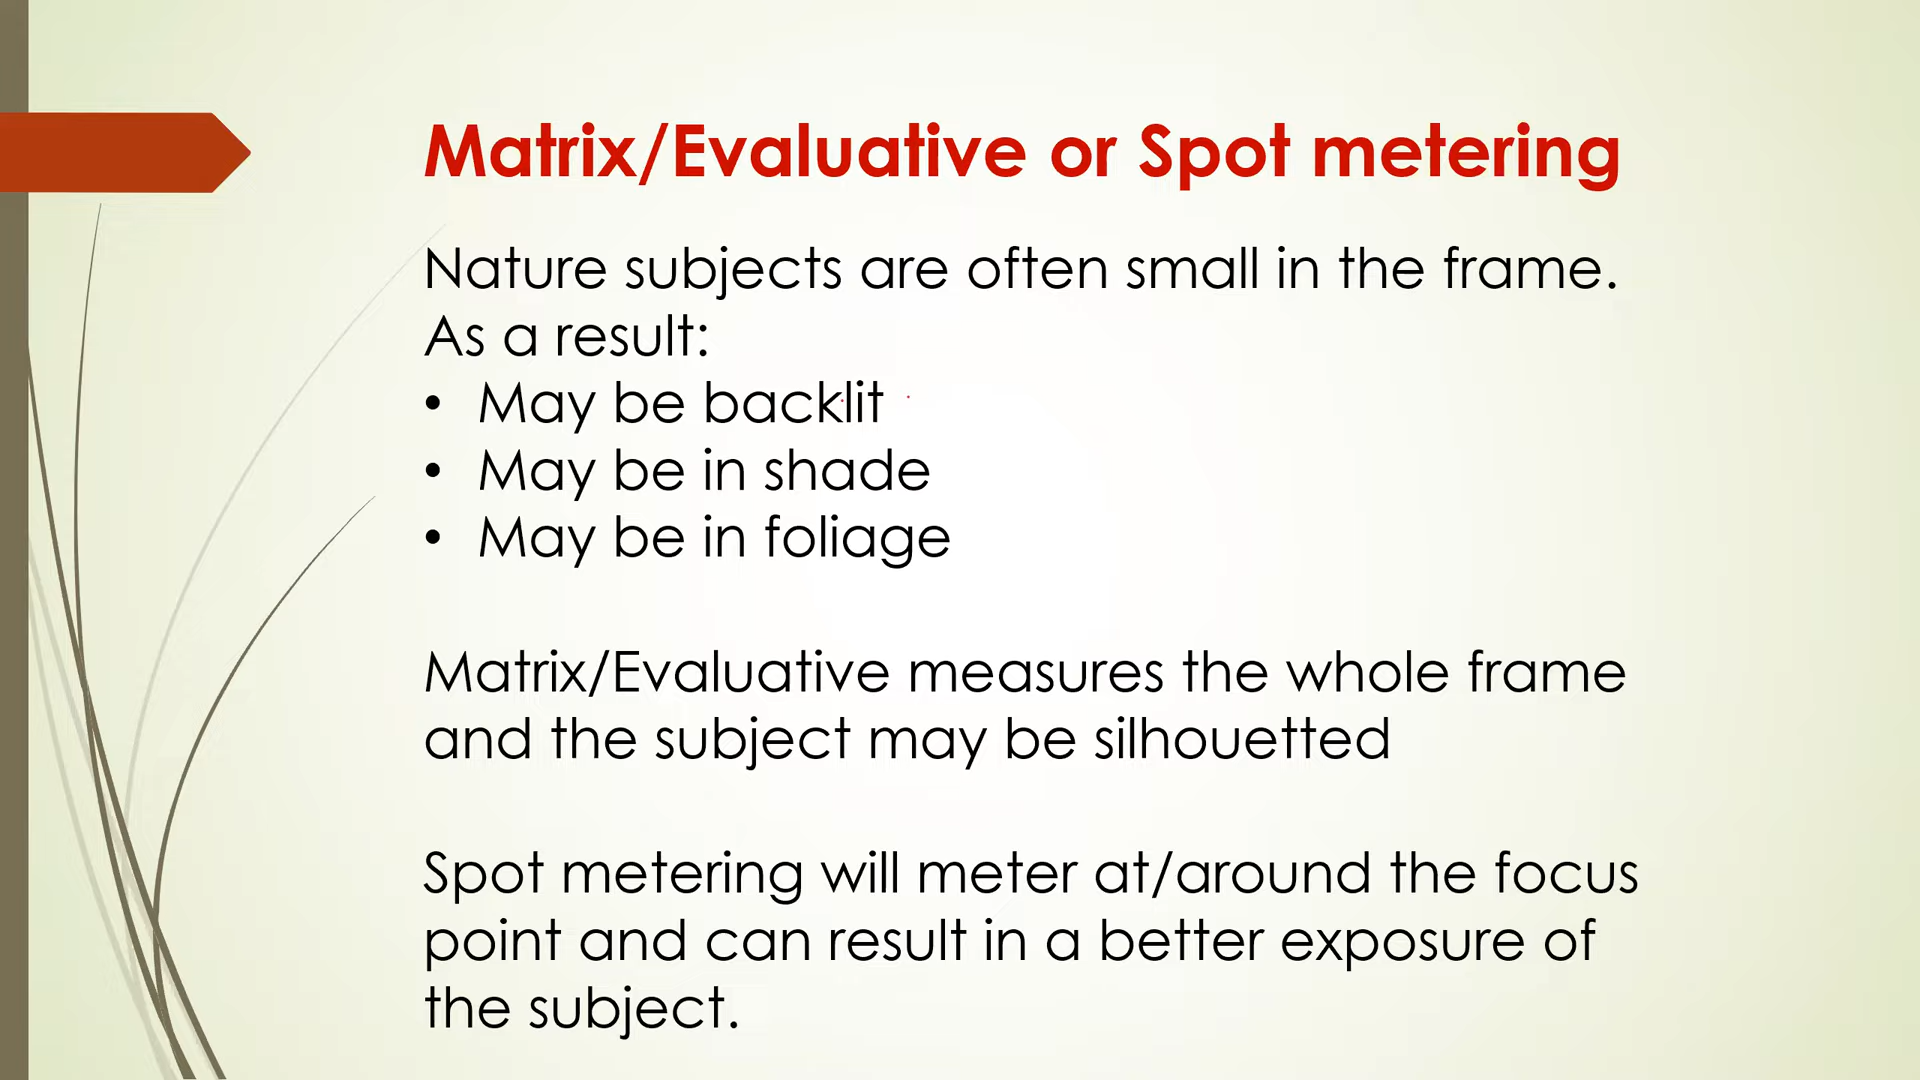 Matrix/Evaluative or Spot metering
Nature subjects are often small in the frame.
As a result:
• May be backlit
• May be in shade
• May be in foliage
Matrix/Evaluative measures the whole frame
and the subject may be silhouetted
Spot metering will meter at/around the focus
point and can result in a better exposure of
the subject.